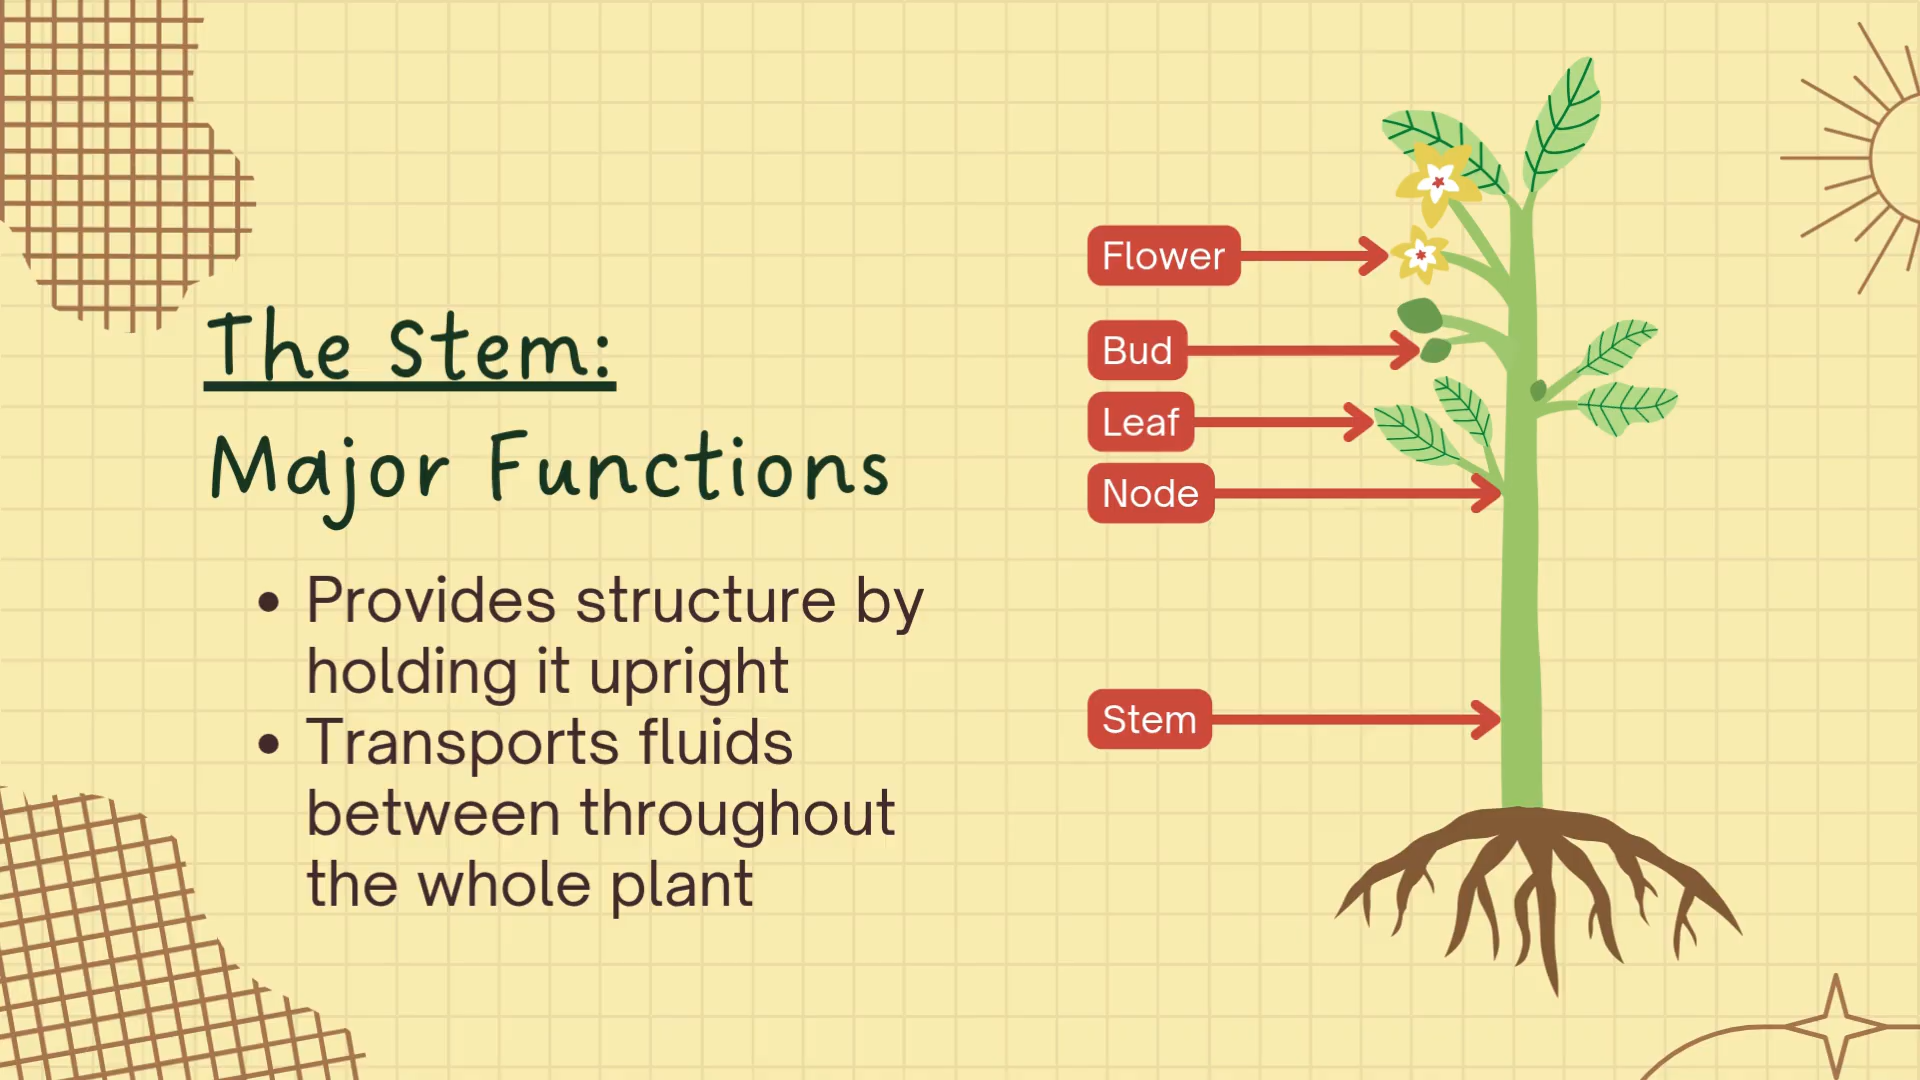 The Stem:
Major Functions
• Provides structure by
holding it upright
• Transports fluids
between throughout
the whole plant
Flower
Bud
Leaf
Node
Stem